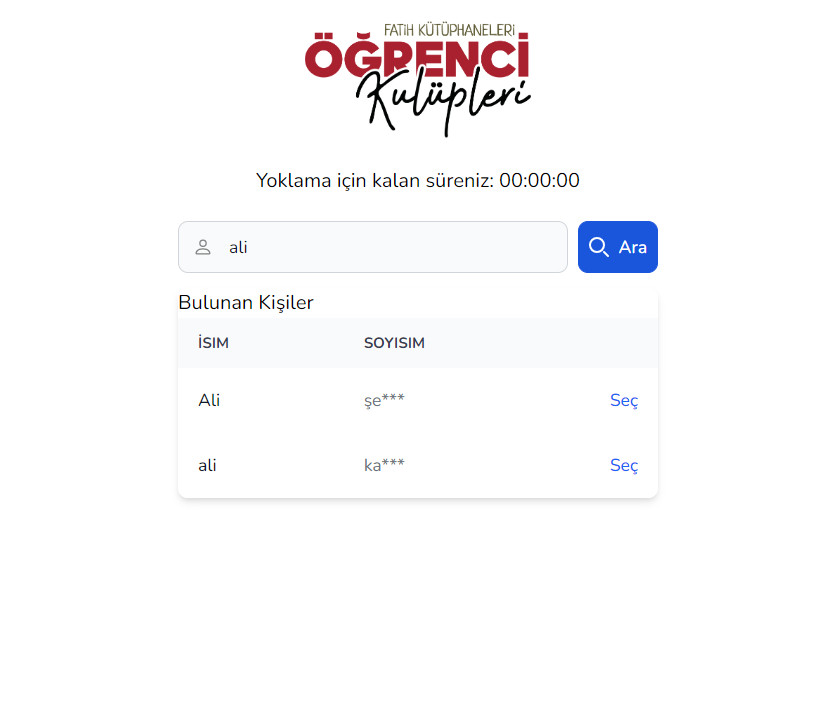 FATİH KÜTÜPHANELERİ
ÖĞRENCİ
Kulüpleri
Yoklama için kalan süreniz: 00:00:00
ali
Ara
Bulunan Kişiler
İSIM SOYISIM
Ali şe*** Seç
ali ka*** Seç